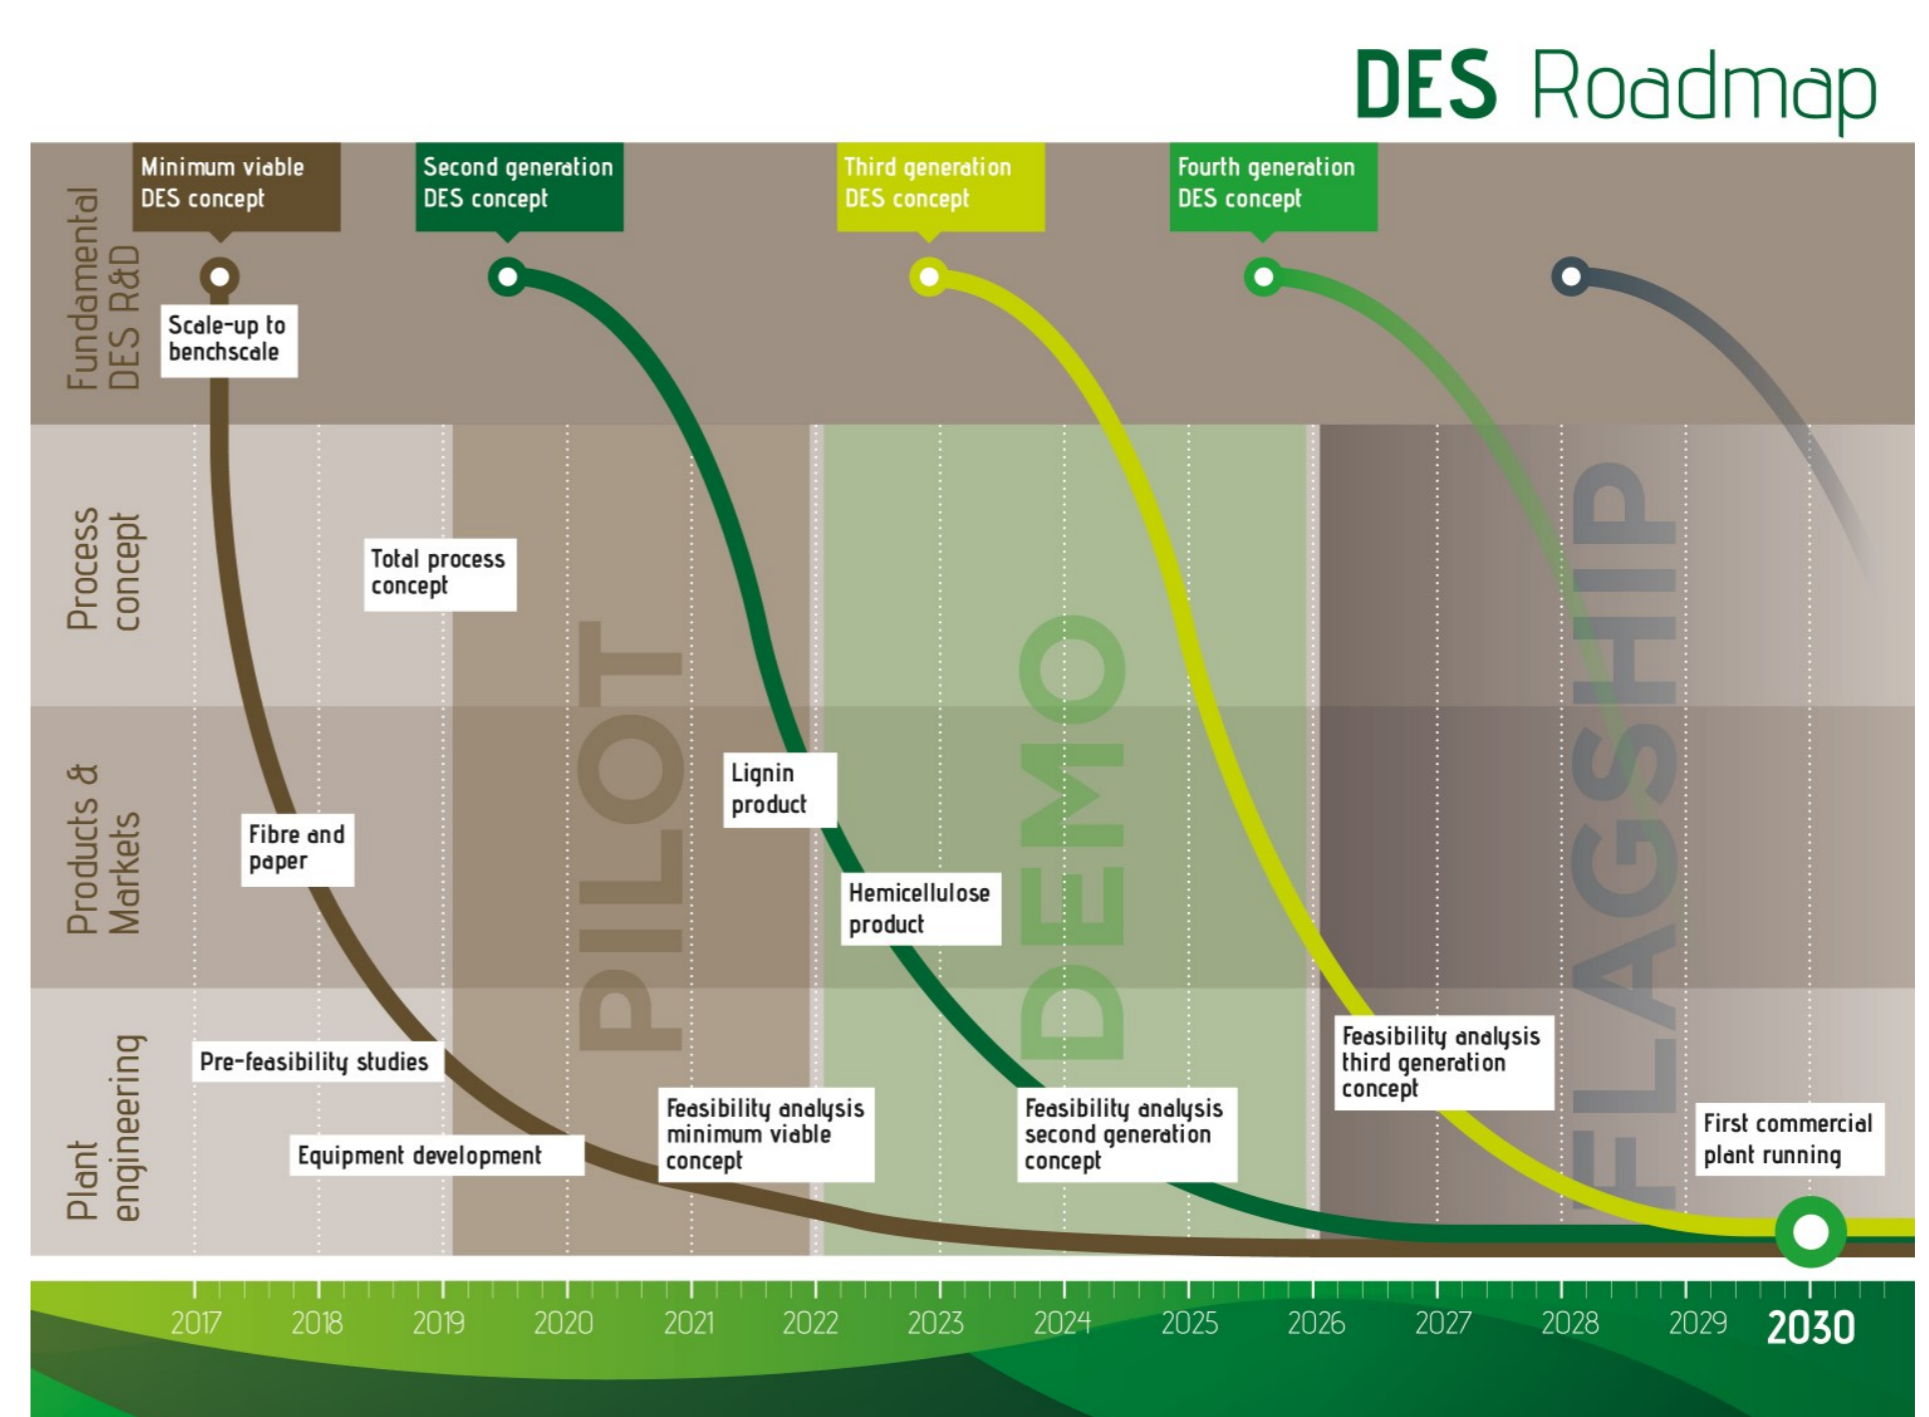 DES Roadmap
Minimum viable
DES concept
Second generation
DES concept
Third generation
DES concept
Fourth generation
DES concept
Fundamental
DES R&D
Scale-up to
benchscale
Process
concept
Total process
concept
Products &
Markets
Fibre and
paper
Lignin
product
Hemicellulose
product
PILOT
DEMO
FLAGSHIP
Plant
engineering
Pre-feasibility studies
Equipment development
Feasibility analysis
minimum viable
concept
Feasibility analysis
second generation
concept
Feasibility analysis
third generation
concept
First commercial
plant running
2017 2018 2019 2020 2021 2022 2023 2024 2025 2026 2027 2028 2029 2030